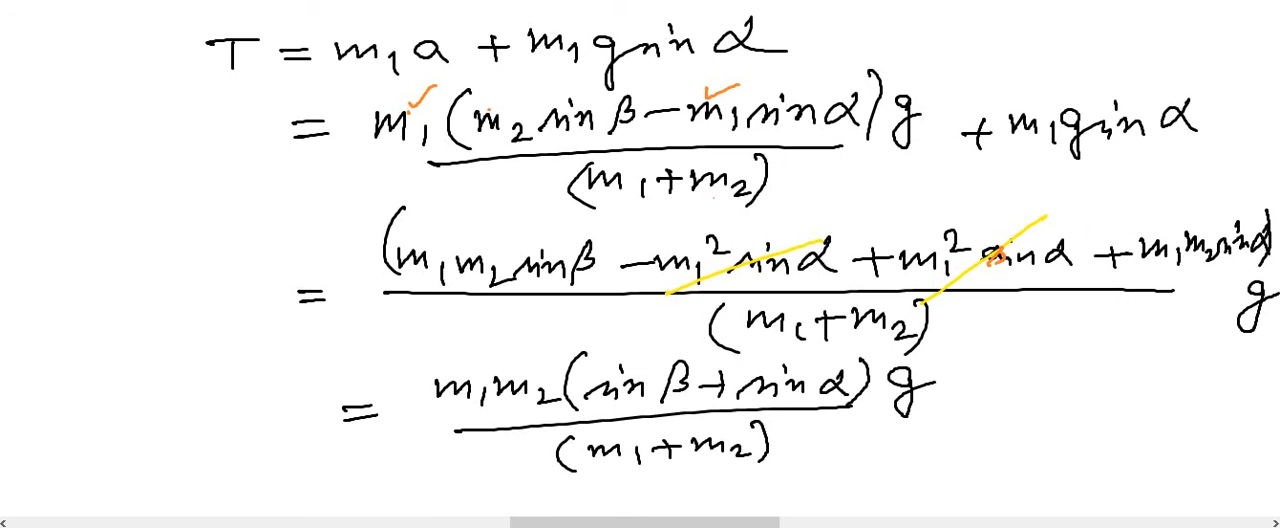 T = m₁a + m₁g sin α
= m₁(m₂ sin β − m₁ sin α)g / (m₁+m₂) + m₁g sin α
= (m₁m₂ sin β − m₁² sin α + m₁² sin α + m₁m₂ sin α) / (m₁+m₂) g
= m₁m₂(sin β + sin α)g / (m₁+m₂)